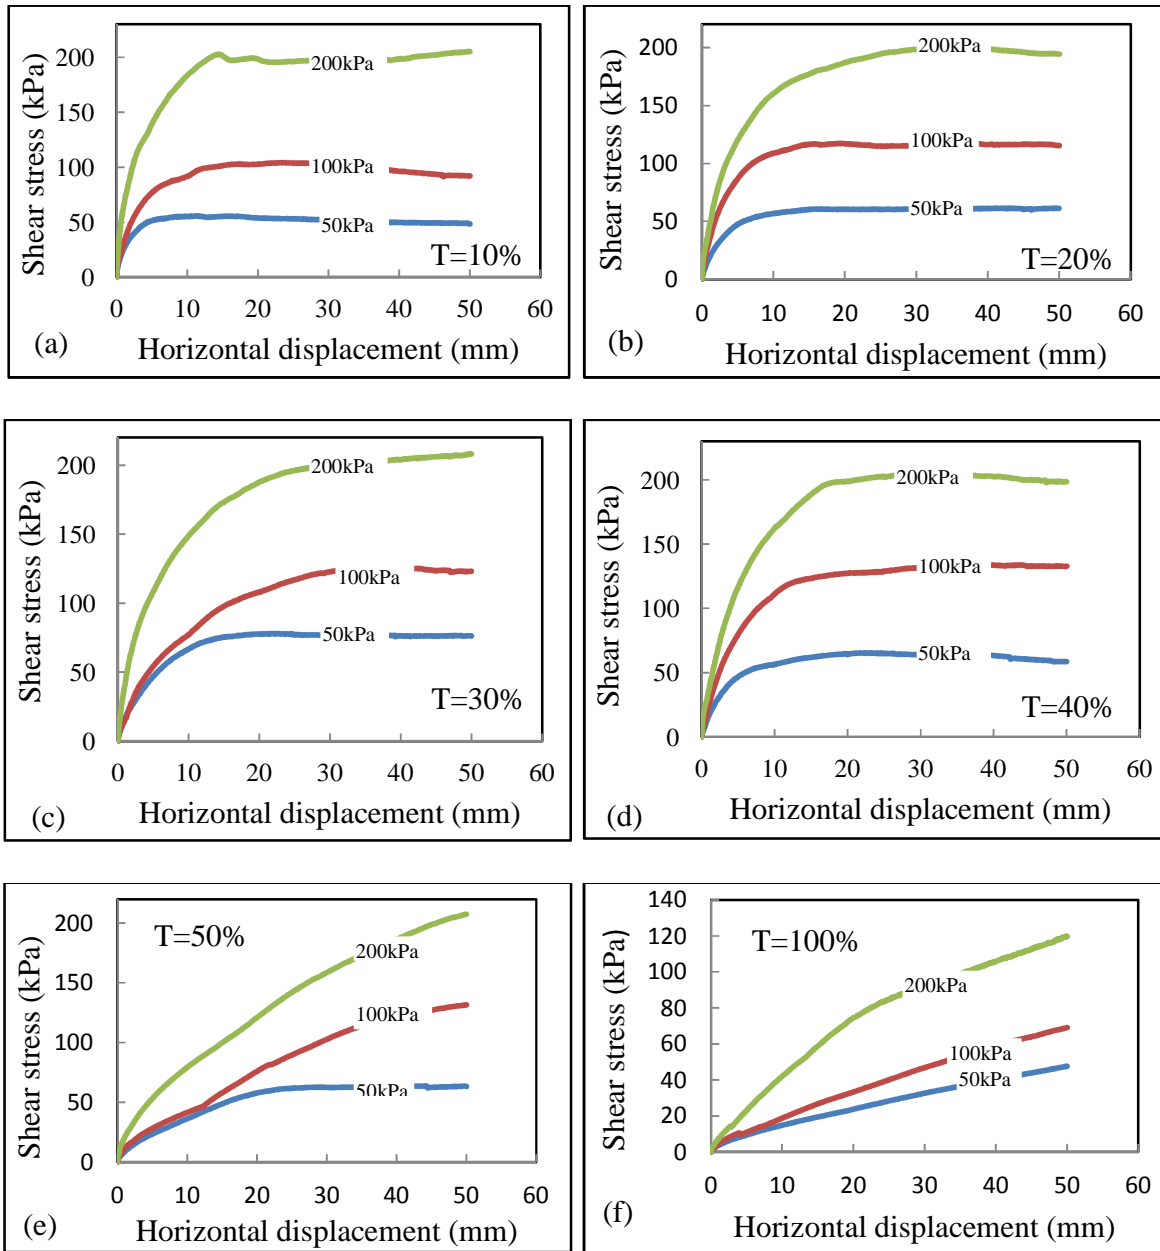 Shear stress (kPa)
200
150
100
50
0
200kPa
100kPa
50kPa
T=10%
0 10 20 30 40 50 60
(a)
Horizontal displacement (mm)
Shear stress (kPa)
200
150
100
50
0
200kPa
100kPa
50kPa
T=20%
0 10 20 30 40 50 60
(b)
Horizontal displacement (mm)
Shear stress (kPa)
200
150
100
50
0
200kPa
100kPa
50kPa
T=30%
0 10 20 30 40 50 60
(c)
Horizontal displacement (mm)
Shear stress (kPa)
200
150
100
50
0
200kPa
100kPa
50kPa
T=40%
0 10 20 30 40 50 60
(d)
Horizontal displacement (mm)
Shear stress (kPa)
200
150
100
50
0
T=50%
200kPa
100kPa
50kPa
0 10 20 30 40 50 60
(e)
Horizontal displacement (mm)
Shear stress (kPa)
140
120
100
80
60
40
20
0
T=100%
200kPa
100kPa
50kPa
0 10 20 30 40 50 60
(f)
Horizontal displacement (mm)